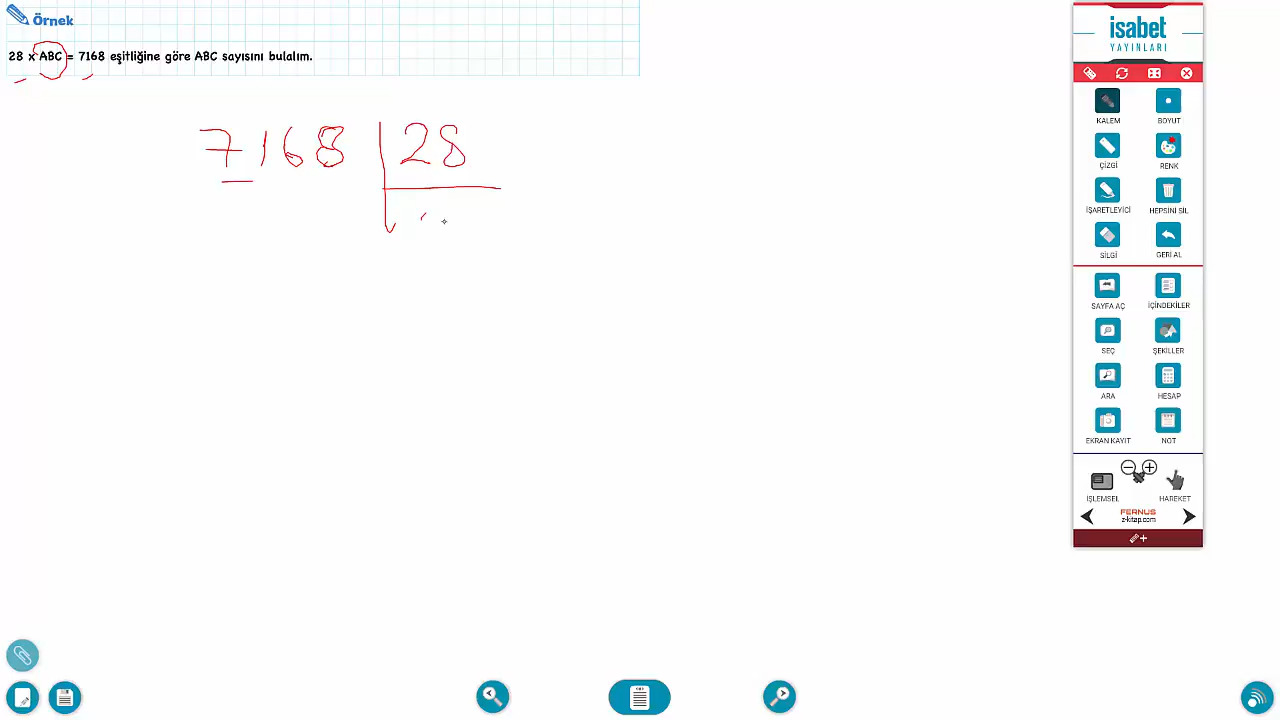 Örnek
28 x ABC = 7168 eşitliğine göre ABC sayısını bulalım.
7168 28
isabet
YAYINLARI
KALEM BOYUT
ÇİZGİ RENK
İŞARETLEYİCİ HEPSİNİ SİL
SİLGİ GERİ AL
SAYFA AÇ İÇİNDEKİLER
SEÇ ŞEKİLLER
ARA HESAP
EKRAN KAYIT NOT
İŞLEMSEL HAREKET
FERNUS
z-kitap.com